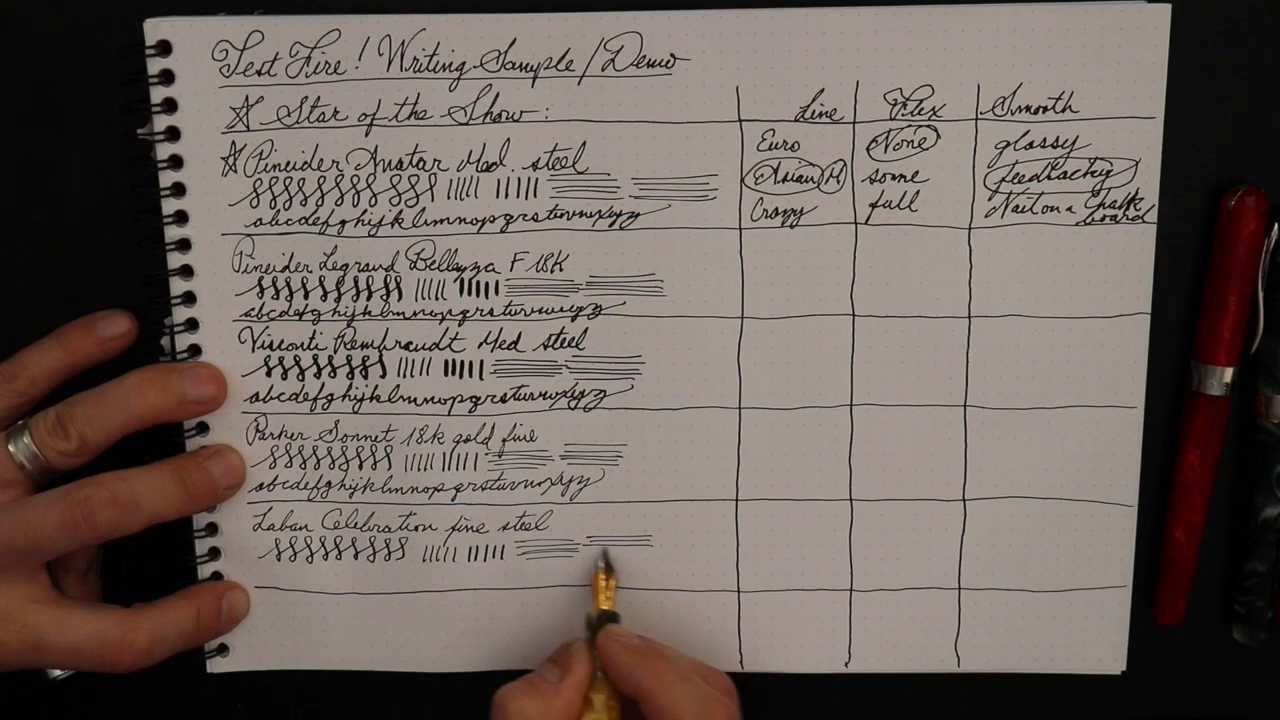 Test Fire! Writing Sample/Demo
☆ Star of the Show:
Line Flex Smooth
☆ Pineider Avatar Med. steel
Euro None glassy
Asian M some feedbacky
abcdefghijklmnopqrstuvwxyz
Crazy full Nail on a Chalk board
Pineider Legrand Bellezza F 18K
abcdefghijklmnopqrstuvwxyz
Visconti Rembrandt Med steel
abcdefghijklmnopqrstuvwxyz
Parker Sonnet 18k gold fine
abcdefghijklmnopqrstuvwxyz
Laban Celebration fine steel